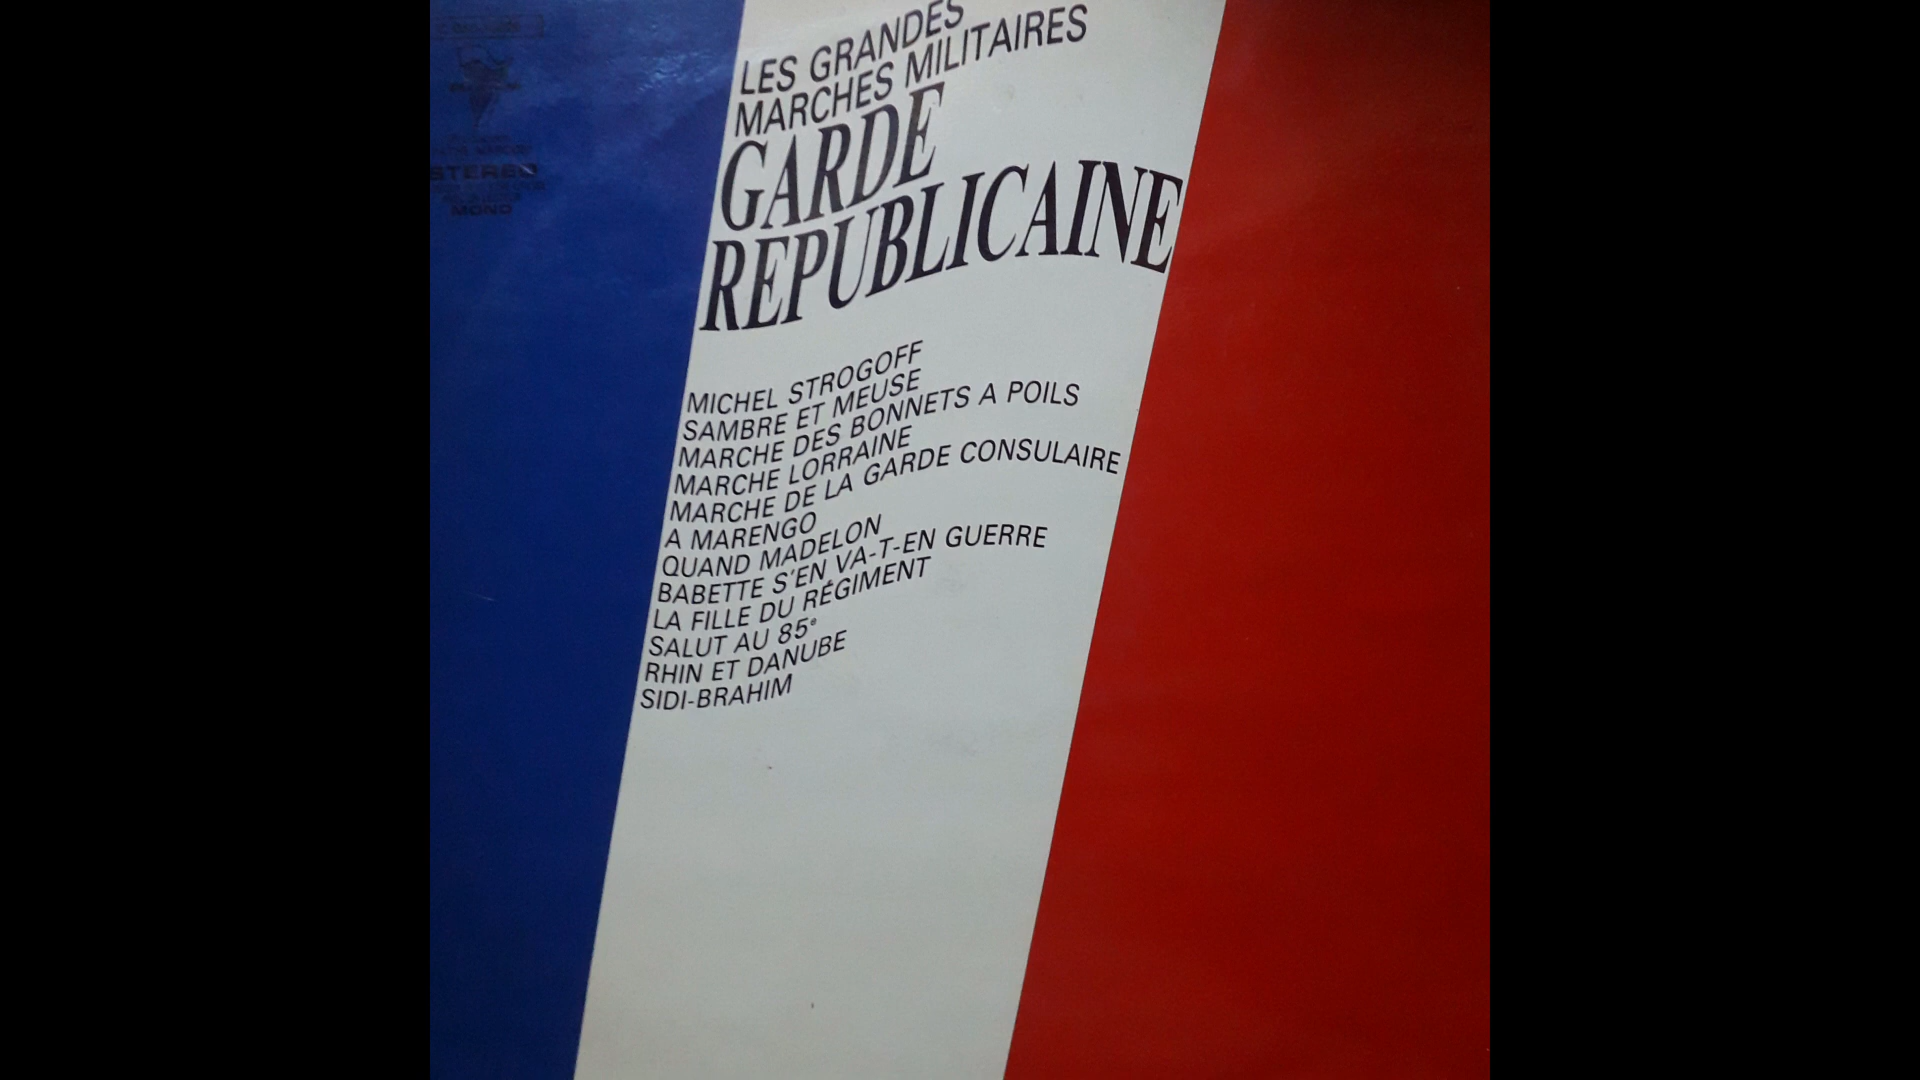 STEREO
MONO
LES GRANDES
MARCHES MILITAIRES
GARDE
REPUBLICAINE
MICHEL STROGOFF
SAMBRE ET MEUSE
MARCHE DES BONNETS A POILS
MARCHE LORRAINE
MARCHE DE LA GARDE CONSULAIRE
A MARENGO
QUAND MADELON
BABETTE S'EN VA-T-EN GUERRE
LA FILLE DU RÉGIMENT
SALUT AU 85°
RHIN ET DANUBE
SIDI-BRAHIM